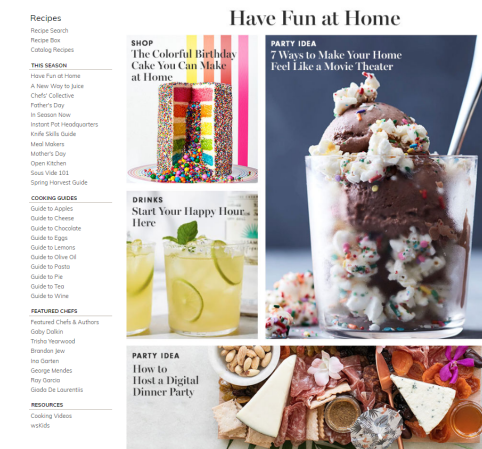 Recipes
Recipe Search
Recipe Box
Catalog Recipes
THIS SEASON
Have Fun at Home
A New Way to Juice
Chefs' Collective
Father's Day
In Season Now
Instant Pot Headquarters
Knife Skills Guide
Meal Makers
Mother's Day
Open Kitchen
Sous Vide 101
Spring Harvest Guide
COOKING GUIDES
Guide to Apples
Guide to Cheese
Guide to Chocolate
Guide to Eggs
Guide to Lemons
Guide to Olive Oil
Guide to Pasta
Guide to Pie
Guide to Tea
Guide to Wine
FEATURED CHEFS
Featured Chefs & Authors
Gaby Dalkin
Trisha Yearwood
Brandon Jew
Ina Garten
George Mendes
Ray Garcia
Giada De Laurentiis
RESOURCES
Cooking Videos
wsKids
Have Fun at Home
SHOP
The Colorful Birthday
Cake You Can Make
at Home
PARTY IDEA
7 Ways to Make Your Home
Feel Like a Movie Theater
DRINKS
Start Your Happy Hour
Here
PARTY IDEA
How to
Host a Digital
Dinner Party